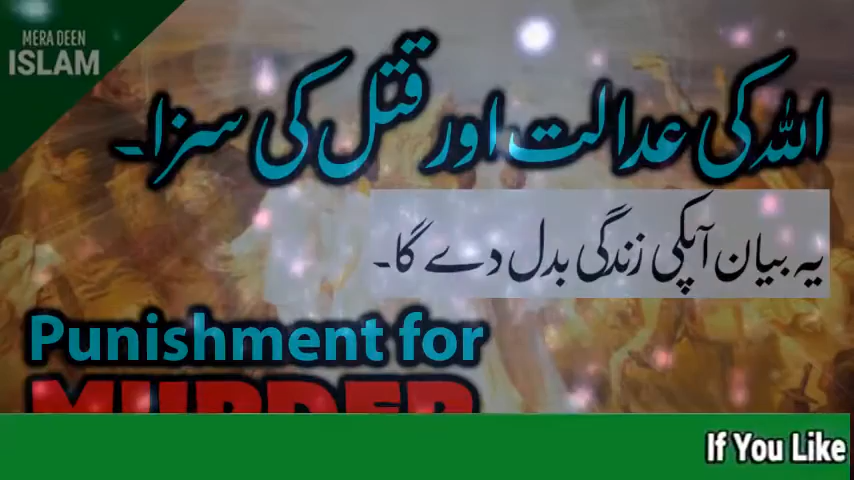 MERA DEEN
ISLAM
اللہ کی عدالت اور قتل کی سزا۔
یہ بیان آپکی زندگی بدل دے گا۔
Punishment for
MURDER
If You Like